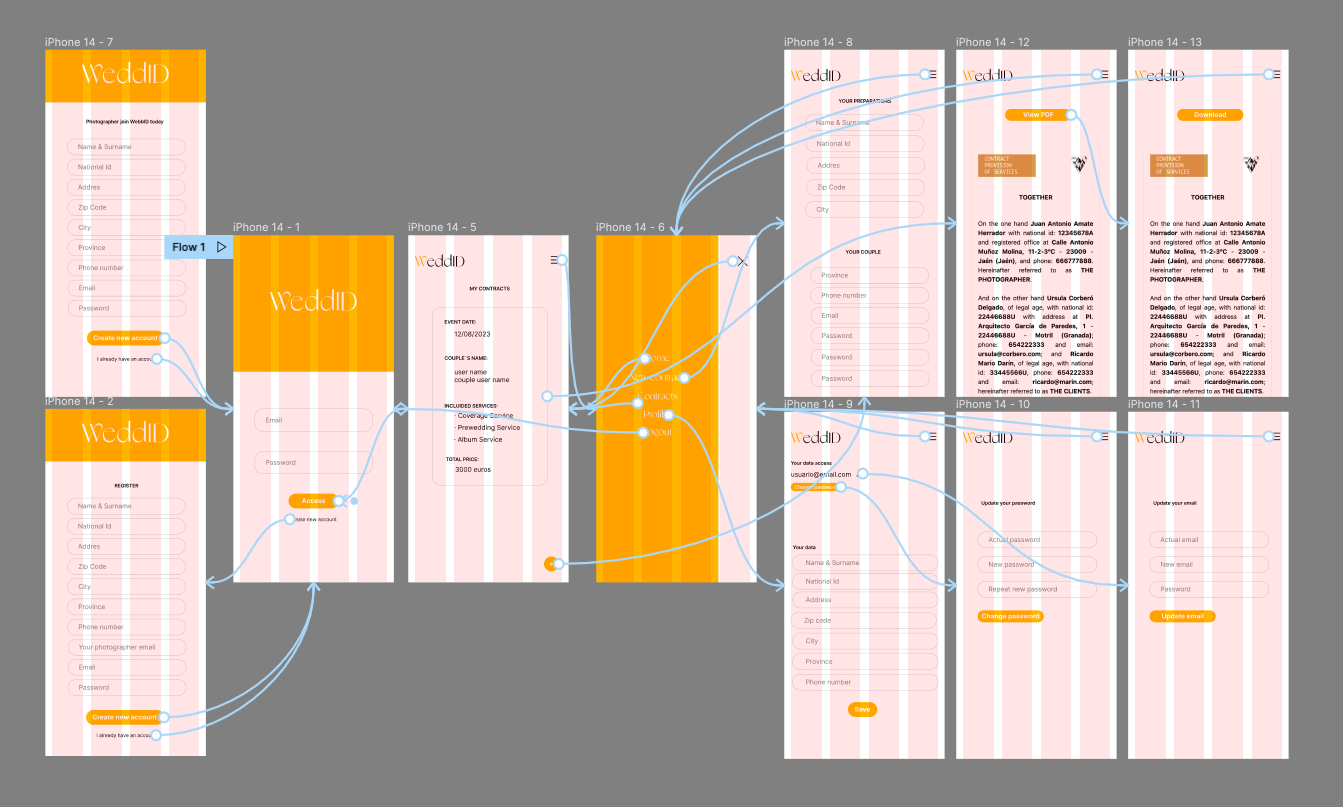 iPhone 14 - 7
WeddID
Photographer join WebbID today
Name & Surname
National Id
Addres
Zip Code
City
Province
Phone number
Email
Password
Create new account
I already have an accou
iPhone 14 - 2
WeddID
REGISTER
Name & Surname
National Id
Addres
Zip Code
City
Province
Phone number
Your photographer email
Email
Password
Create new account
I already have an accou
Flow 1
iPhone 14 - 1
WeddID
Email
Password
Access
eate new account
iPhone 14 - 5
WeddID
MY CONTRACTS
EVENT DATE:
12/08/2023
COUPLE´S NAME:
user name
couple user name
INCLUIDED SERVICES:
· Coverage Service
· Prewedding Service
· Album Service
TOTAL PRICE:
3000 euros
iPhone 14 - 6
ome
New contrac
ontracts
Profil
ogout
iPhone 14 - 8
WeddID
YOUR PREPARATIONS
Name & Surname
National Id
Addres
Zip Code
City
YOUR COUPLE
Province
Phone number
Email
Password
Password
Password
iPhone 14 - 12
WeddID
View PDF
CONTRACT
PROVISION
OF SERVICES
TOGETHER
On the one hand Juan Antonio Amate
Herrador with national id: 12345678A
and registered office at Calle Antonio
Muñoz Molina, 11-2-3ºC - 23009 -
Jaén (Jaén), and phone: 666777888.
Hereinafter referred to as THE
PHOTOGRAPHER.
And on the other hand Ursula Corberó
Delgado, of legal age, with national id:
22446688U with address at Pl.
Arquitecto García de Paredes, 1 -
22446688U - Motril (Granada);
phone: 654222333 and email:
ursula@corbero.com; and Ricardo
Mario Darín, of legal age, with national
id: 33445566U, phone: 654222333
and email: ricardo@marin.com;
hereinafter referred to as THE CLIENTS.
iPhone 14 - 13
WeddID
Download
CONTRACT
PROVISION
OF SERVICES
TOGETHER
On the one hand Juan Antonio Amate
Herrador with national id: 12345678A
and registered office at Calle Antonio
Muñoz Molina, 11-2-3ºC - 23009 -
Jaén (Jaén), and phone: 666777888.
Hereinafter referred to as THE
PHOTOGRAPHER.
And on the other hand Ursula Corberó
Delgado, of legal age, with national id:
22446688U with address at Pl.
Arquitecto García de Paredes, 1 -
22446688U - Motril (Granada);
phone: 654222333 and email:
ursula@corbero.com; and Ricardo
Mario Darín, of legal age, with national
id: 33445566U, phone: 654222333
and email: ricardo@marin.com;
hereinafter referred to as THE CLIENTS.
iPhone 14 - 9
WeddID
Your data access
usuario@email.com
Change password
Your data
Name & Surname
National Id
Address
Zip code
City
Province
Phone number
Save
iPhone 14 - 10
WeddID
Update your password
Actual password
New password
Repeat new password
Change password
iPhone 14 - 11
WeddID
Update your email
Actual email
New email
Password
Update email